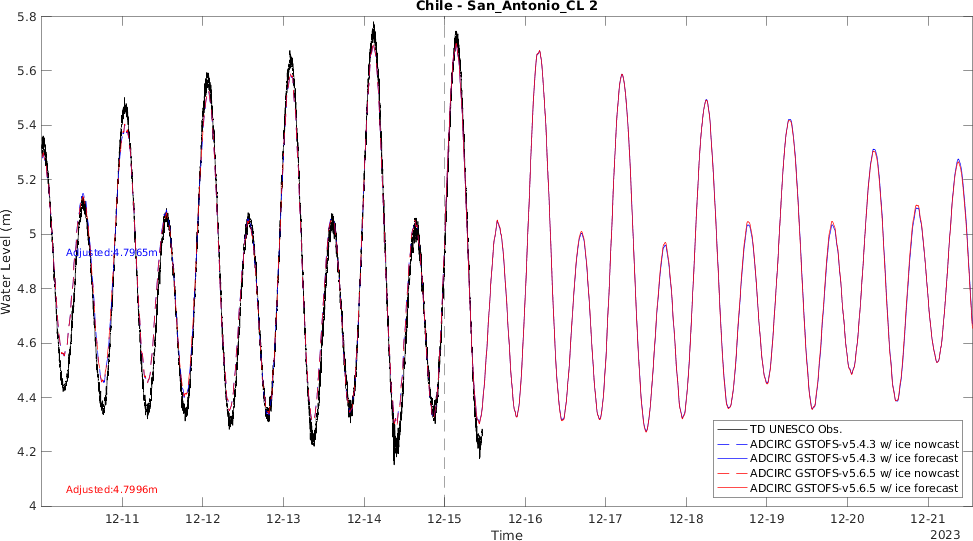 Chile - San_Antonio_CL 2
Water Level (m)
5.8
5.6
5.4
5.2
5
4.8
4.6
4.4
4.2
4
Adjusted:4.7965m
Adjusted:4.7996m
TD UNESCO Obs.
ADCIRC GSTOFS-v5.4.3 w/ ice nowcast
ADCIRC GSTOFS-v5.4.3 w/ ice forecast
ADCIRC GSTOFS-v5.6.5 w/ ice nowcast
ADCIRC GSTOFS-v5.6.5 w/ ice forecast
12-11 12-12 12-13 12-14 12-15 12-16 12-17 12-18 12-19 12-20 12-21
Time
2023